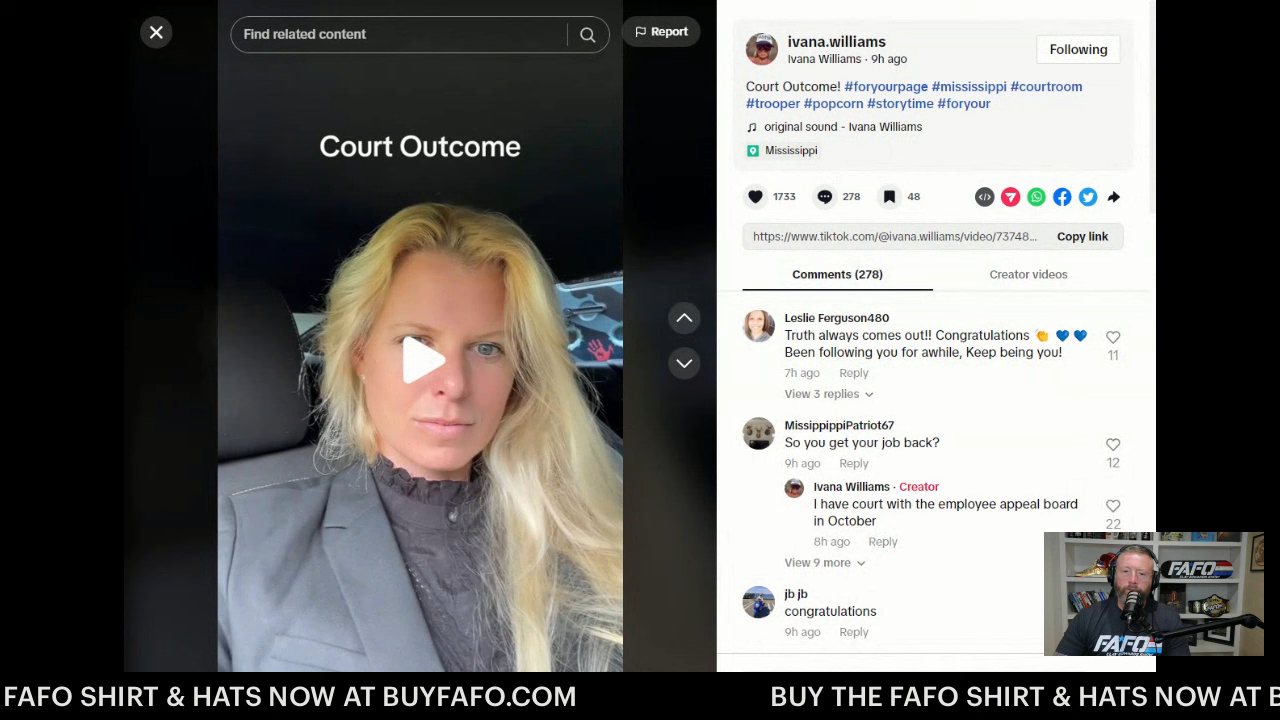 Find related content
Report
Court Outcome
ivana.williams
Ivana Williams · 9h ago
Following
Court Outcome! #foryourpage #mississippi #courtroom
#trooper #popcorn #storytime #foryour
original sound - Ivana Williams
Mississippi
1733
278
48
https://www.tiktok.com/@ivana.williams/video/73748...
Copy link
Comments (278)
Creator videos
Leslie Ferguson480
Truth always comes out!! Congratulations 👏 💙 💙
Been following you for awhile, Keep being you!
11
7h ago
Reply
View 3 replies
MissippippiPatriot67
So you get your job back?
12
9h ago
Reply
Ivana Williams · Creator
I have court with the employee appeal board
in October
22
8h ago
Reply
View 9 more
jb jb
congratulations
9h ago
Reply
FAFO
CLAY EDWARDS SHOW
FAFO
CLAY EDWARDS SHOW
FAFO SHIRT & HATS NOW AT BUYFAFO.COM
BUY THE FAFO SHIRT & HATS NOW AT B